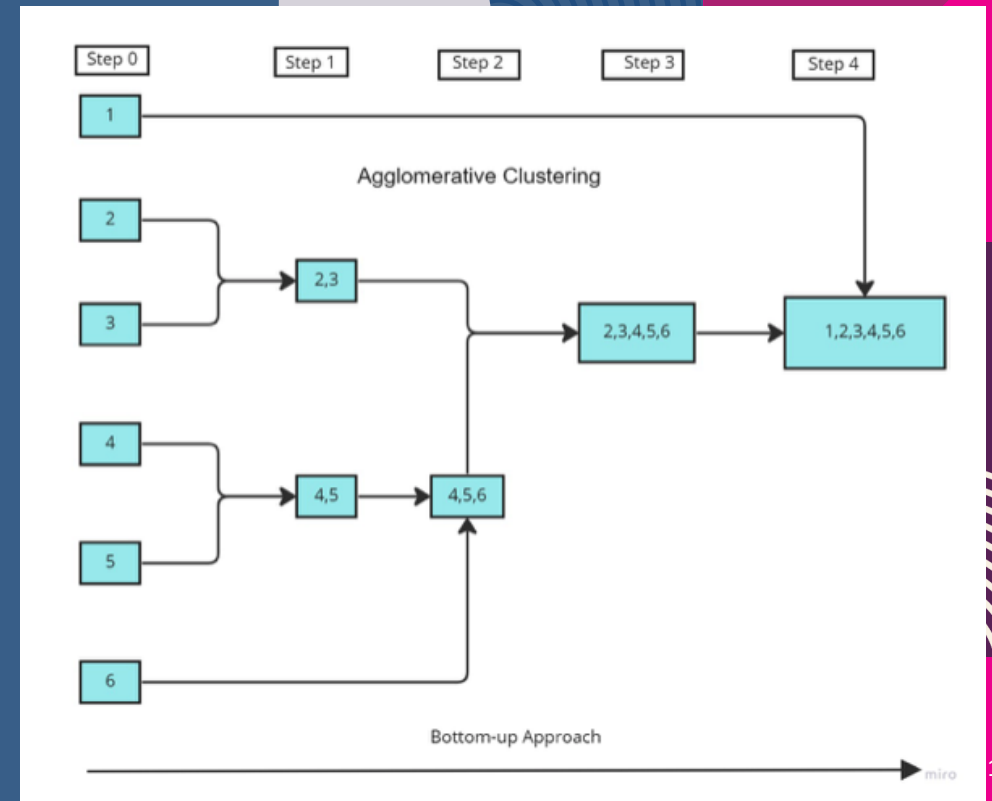 Step 0
Step 1
Step 2
Step 3
Step 4
1
Agglomerative Clustering
2
2,3
3
2,3,4,5,6
1,2,3,4,5,6
4
4,5
4,5,6
5
6
Bottom-up Approach
miro